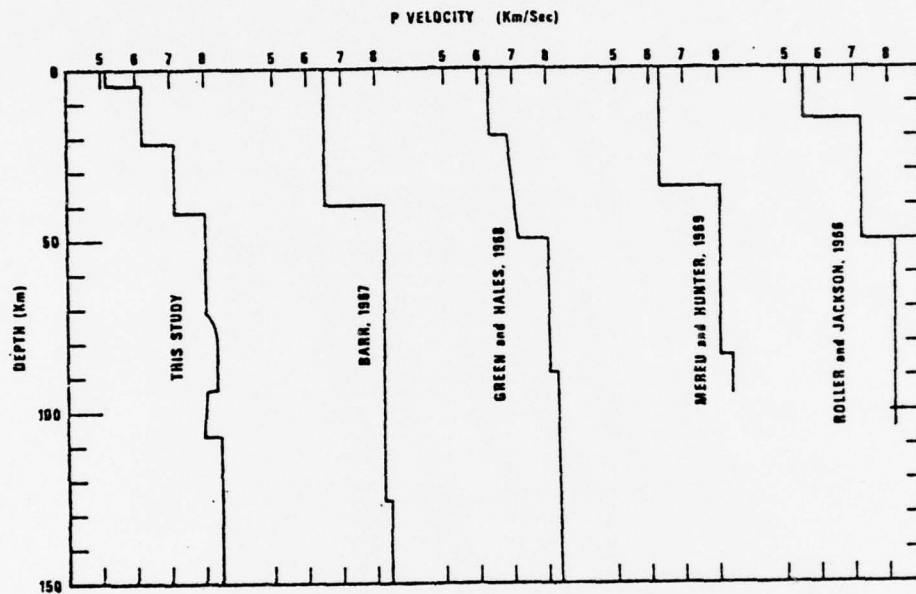 P VELOCITY (Km/Sec)
5 6 7 8 5 6 7 8 5 6 7 8 5 6 7 8 5 6 7 8
0
50
100
150
DEPTH (Km)
THIS STUDY
BARR, 1967
GREEN and HALES, 1968
MEREU and HUNTER, 1969
ROLLER and JACKSON, 1966